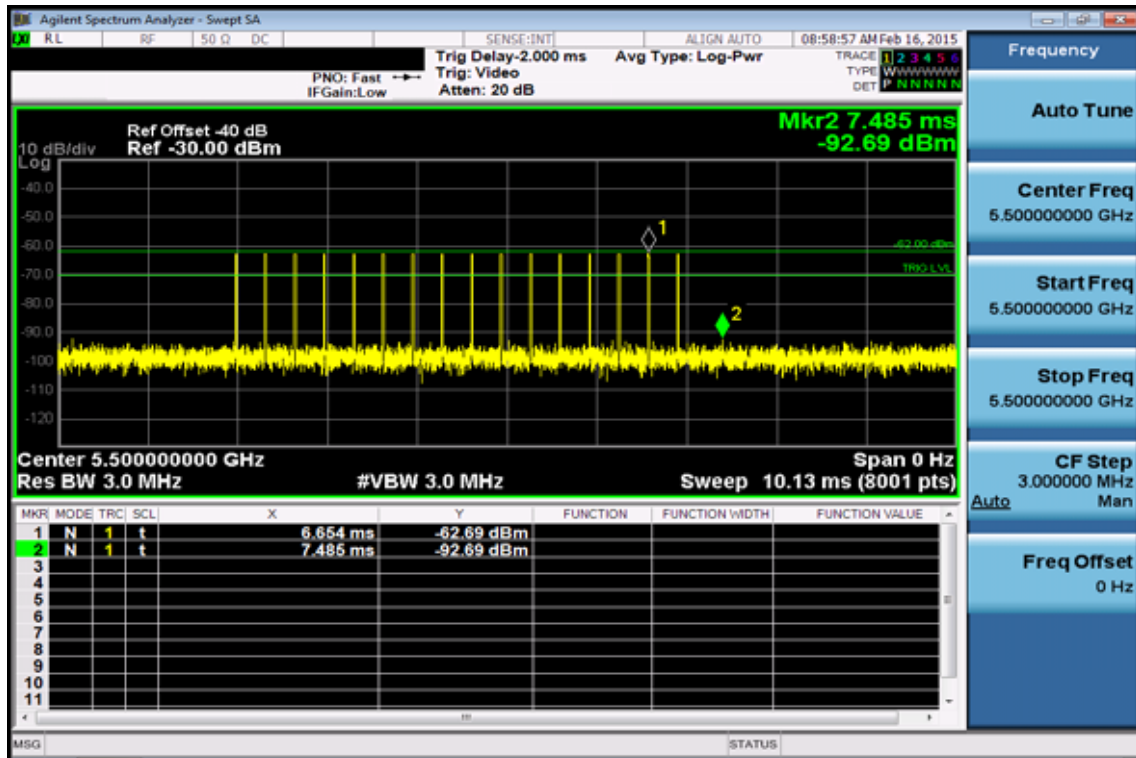 Agilent Spectrum Analyzer - Swept SA
RL RF 50 Ω DC SENSE:INT ALIGN AUTO 08:58:57 AM Feb 16, 2015
Trig Delay-2.000 ms Avg Type: Log-Pwr TRACE 1 2 3 4 5 6
PNO: Fast Trig: Video TYPE WWWWWW
IFGain:Low Atten: 20 dB DET P NNNNN
Frequency
Auto Tune
Mkr2 7.485 ms
-92.69 dBm
Ref Offset -40 dB
10 dB/div Ref -30.00 dBm
Log
-40.0
-50.0
-60.0
-70.0
-80.0
-90.0
-100
-110
-120
1
-62.00 dBm
TRIG LVL
2
Center 5.500000000 GHz Span 0 Hz
Res BW 3.0 MHz #VBW 3.0 MHz Sweep 10.13 ms (8001 pts)
Center Freq
5.500000000 GHz
Start Freq
5.500000000 GHz
Stop Freq
5.500000000 GHz
CF Step
3.000000 MHz
Auto Man
Freq Offset
0 Hz
MKR MODE TRC SCL X Y FUNCTION FUNCTION WIDTH FUNCTION VALUE
1 N 1 t 6.654 ms -62.69 dBm
2 N 1 t 7.485 ms -92.69 dBm
3
4
5
6
7
8
9
10
11
MSG STATUS